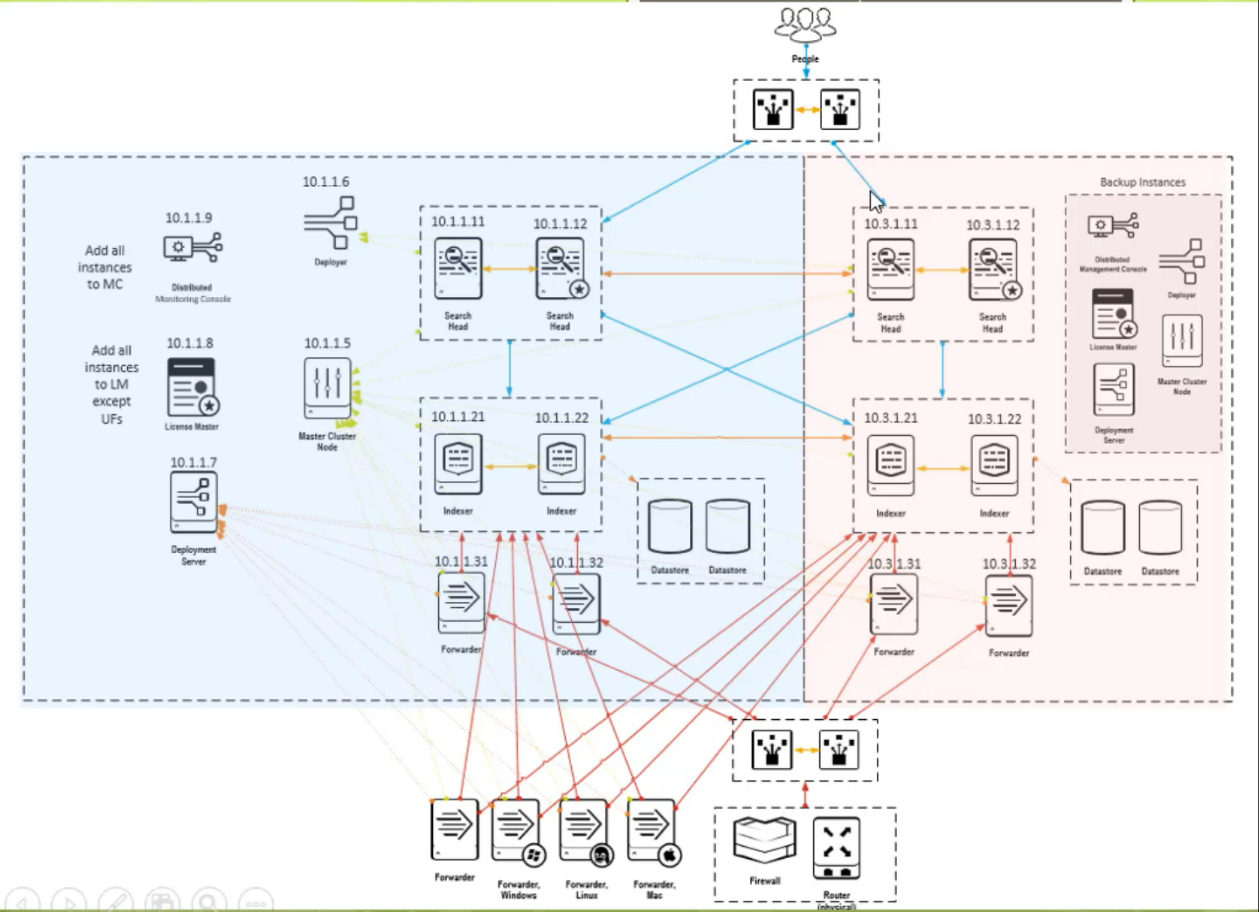 People
Backup Instances
10.1.1.6
Deployer
10.1.1.9
Distributed
Monitoring Console
Add all
instances
to MC
10.1.1.11
10.1.1.12
Search
Head
Search
Head
10.3.1.11
10.3.1.12
Search
Head
Search
Head
Distributed
Management Console
Deployer
License Master
Master Cluster
Node
Deployment
Server
Add all
instances
to LM
except
UFs
10.1.1.8
License Master
10.1.1.5
Master Cluster
Node
10.1.1.21
10.1.1.22
Indexer
Indexer
10.3.1.21
10.3.1.22
Indexer
Indexer
10.1.1.7
Deployment
Server
Datastore
Datastore
Datastore
Datastore
10.1.1.31
10.1.1.32
Forwarder
Forwarder
10.3.1.31
10.3.1.32
Forwarder
Forwarder
Forwarder
Forwarder,
Windows
Forwarder,
Linux
Forwarder,
Mac
Firewall
Router
(physical)